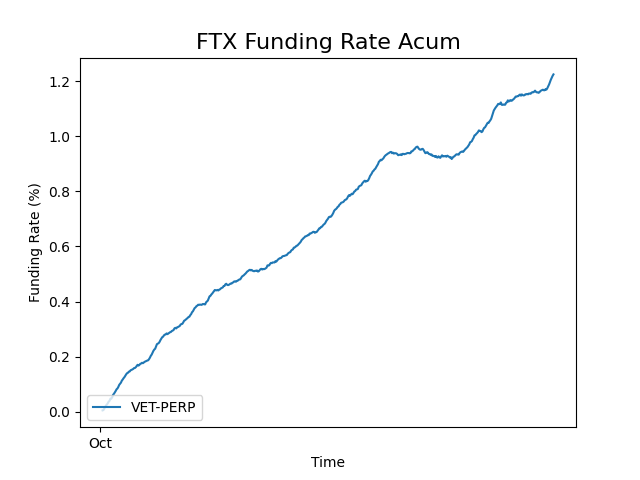 FTX Funding Rate Acum
Funding Rate (%)
1.2
1.0
0.8
0.6
0.4
0.2
0.0
VET-PERP
Oct
Time